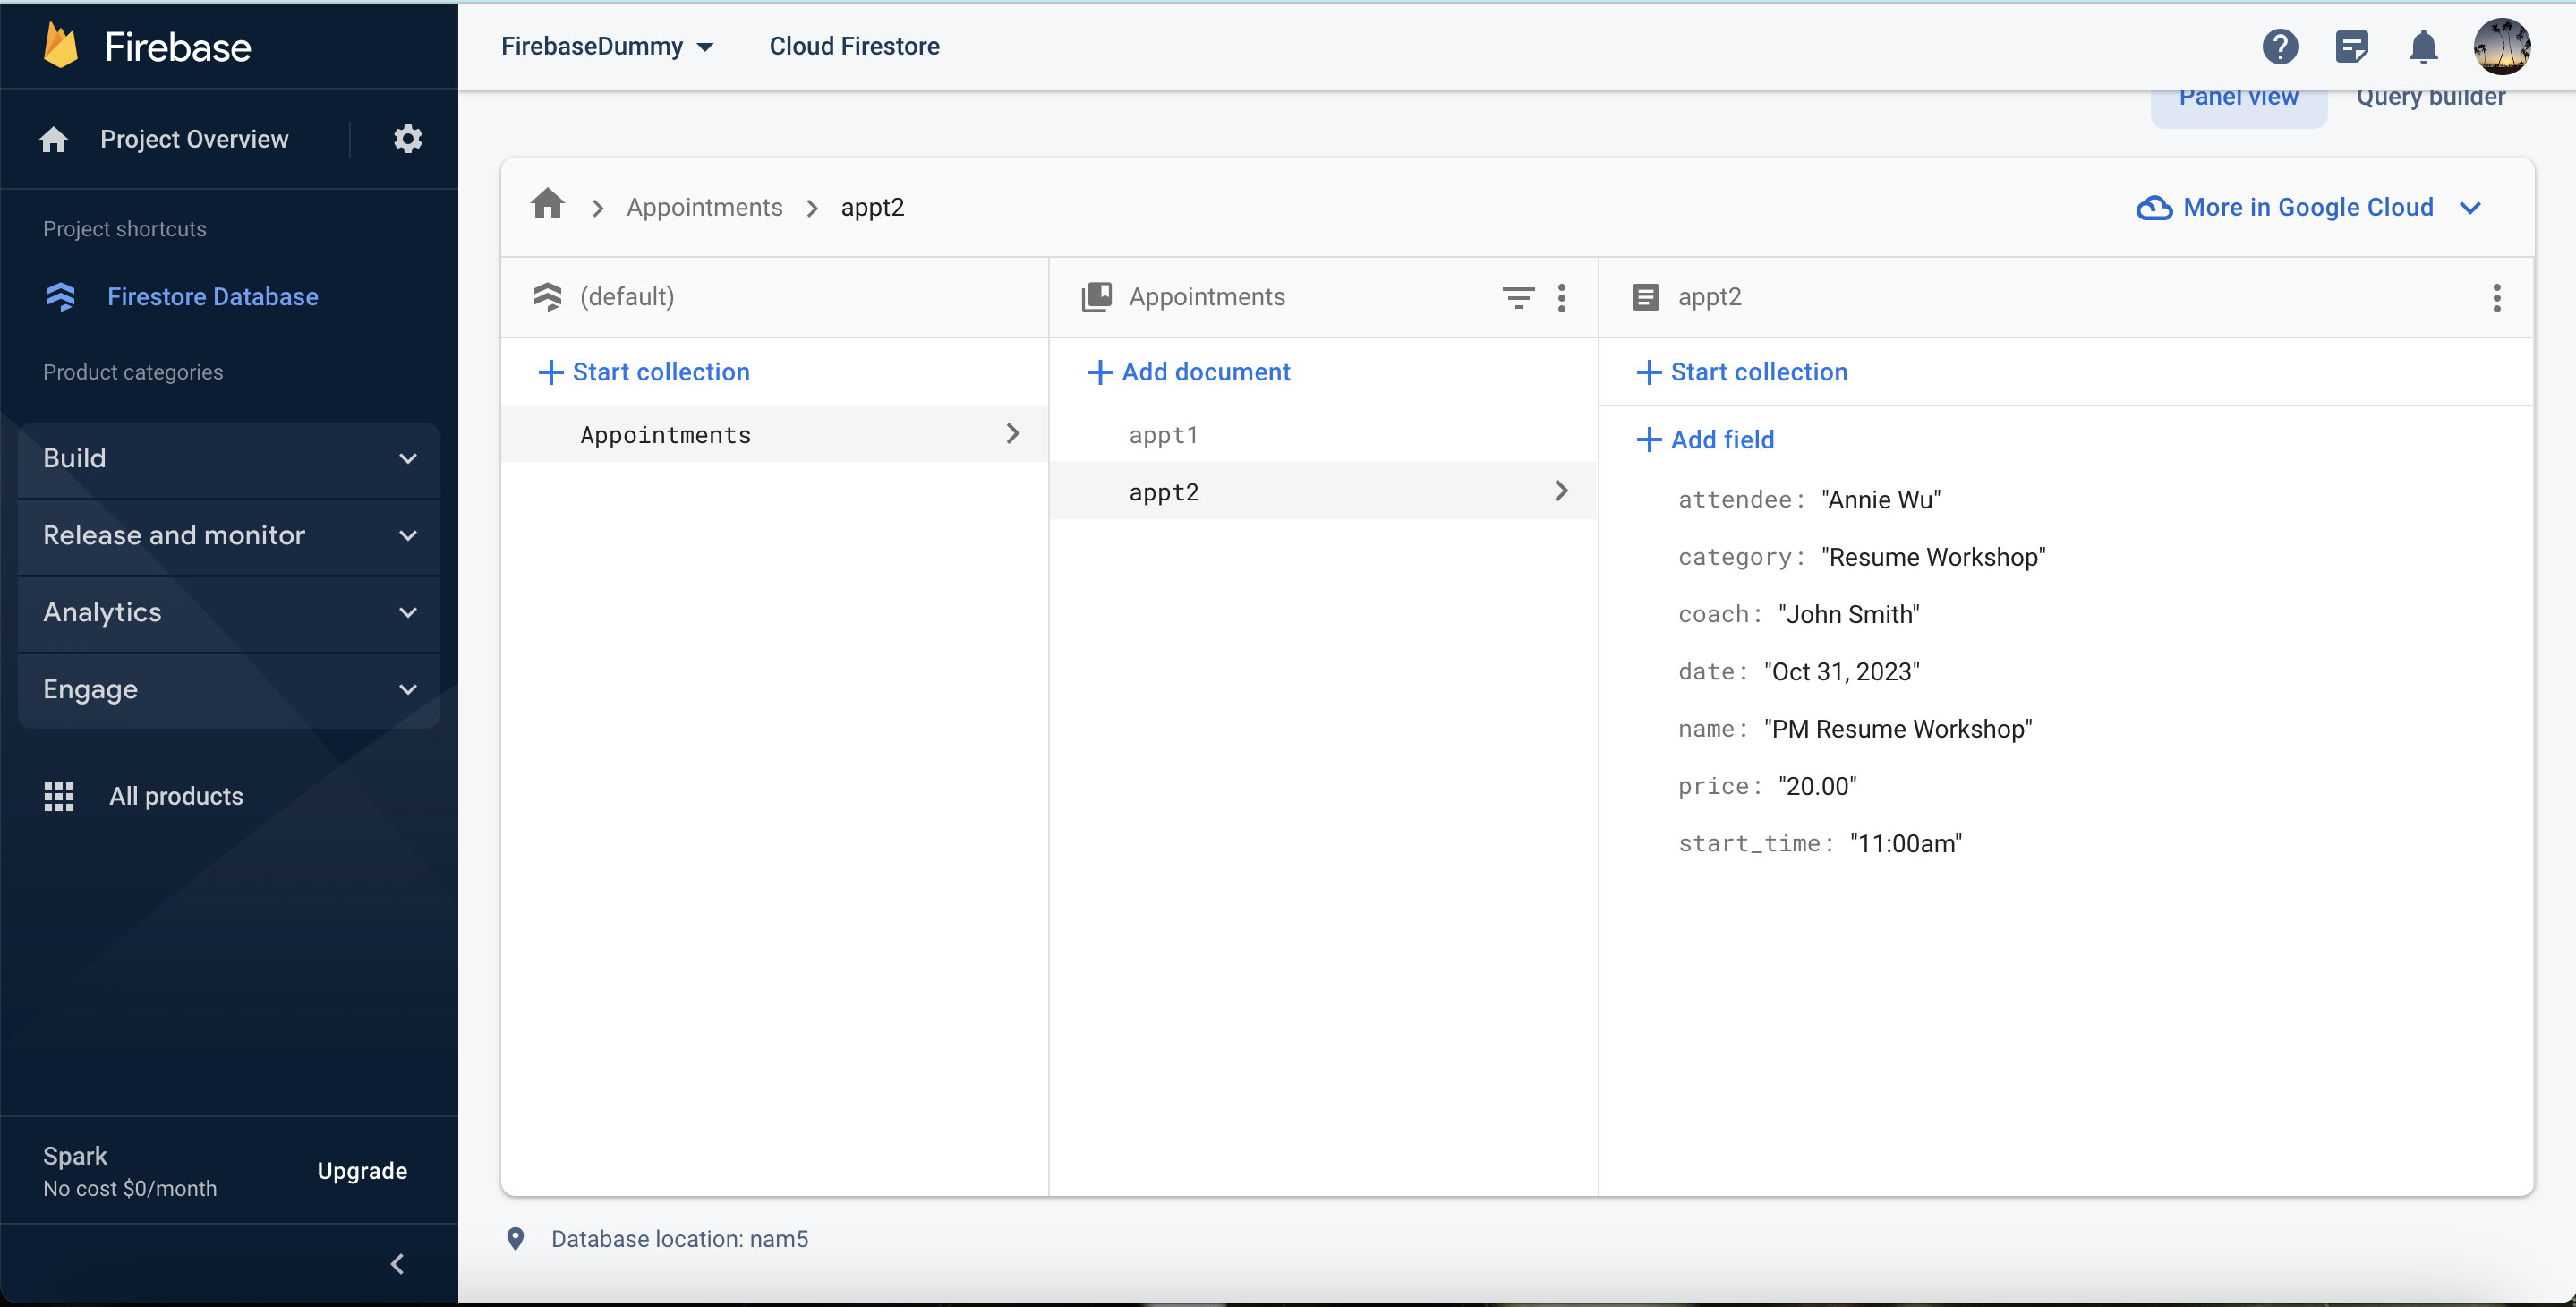 Firebase
Project Overview
Project shortcuts
Firestore Database
Product categories
Build
Release and monitor
Analytics
Engage
All products
Spark
No cost $0/month
Upgrade
FirebaseDummy
Cloud Firestore
Panel view
Query builder
Appointments
appt2
More in Google Cloud
(default)
Start collection
Appointments
Appointments
Add document
appt1
appt2
appt2
Start collection
Add field
attendee: "Annie Wu"
category: "Resume Workshop"
coach: "John Smith"
date: "Oct 31, 2023"
name: "PM Resume Workshop"
price: "20.00"
start_time: "11:00am"
Database location: nam5